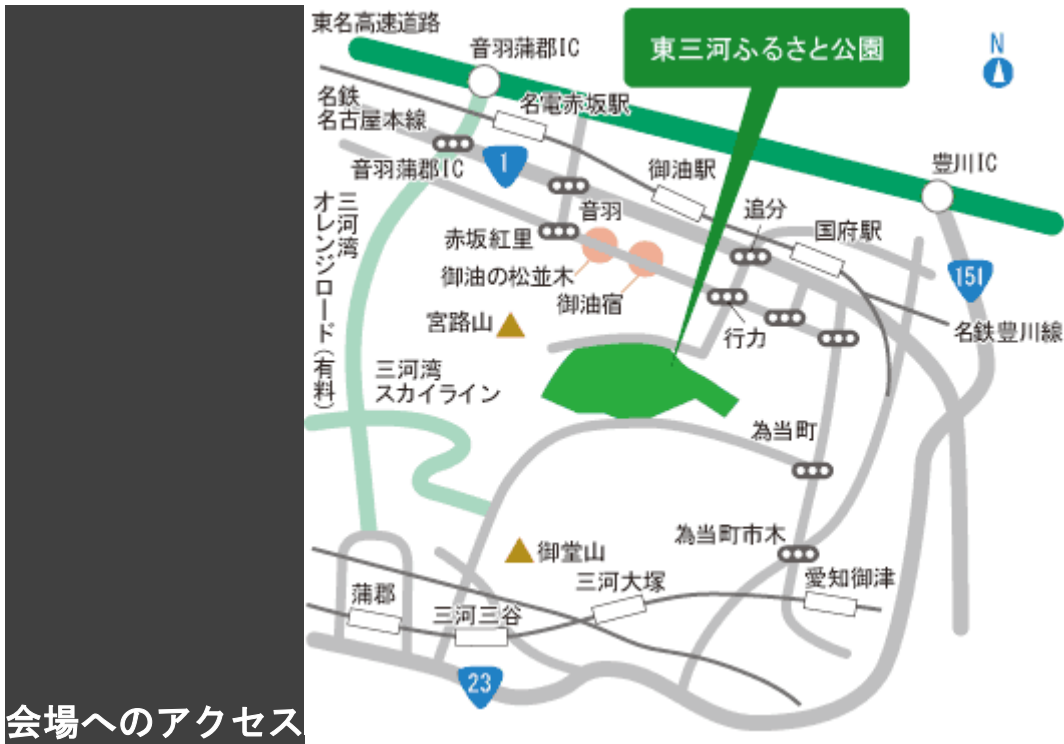 東名高速道路
音羽蒲郡IC
東三河ふるさと公園
N
名鉄
名古屋本線
名電赤坂駅
1
音羽蒲郡IC
御油駅
豊川IC
三河湾
オレンジロード(有料)
音羽
追分
国府駅
赤坂紅里
御油の松並木
御油宿
151
宮路山
行力
名鉄豊川線
三河湾
スカイライン
為当町
為当町市木
御堂山
三河大塚
愛知御津
蒲郡
三河三谷
23
会場へのアクセス